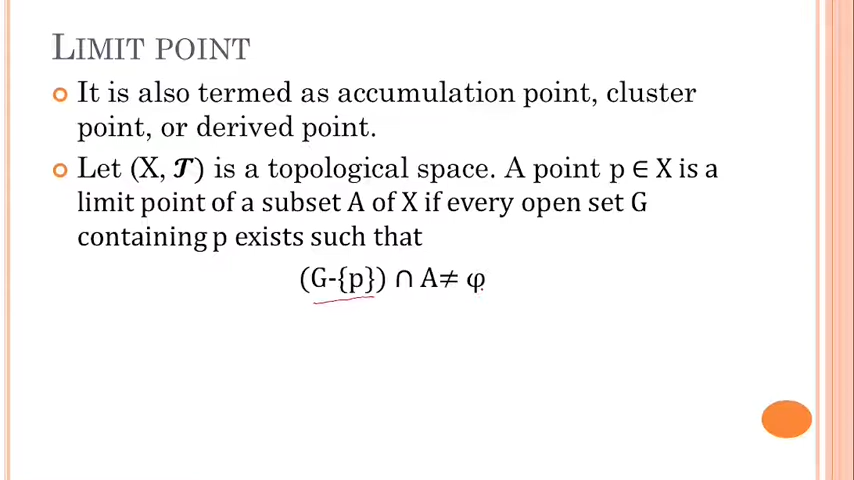 LIMIT POINT
It is also termed as accumulation point, cluster
point, or derived point.
Let (X, 𝓣) is a topological space. A point p ∈ X is a
limit point of a subset A of X if every open set G
containing p exists such that
(G-{p}) ∩ A≠ φ